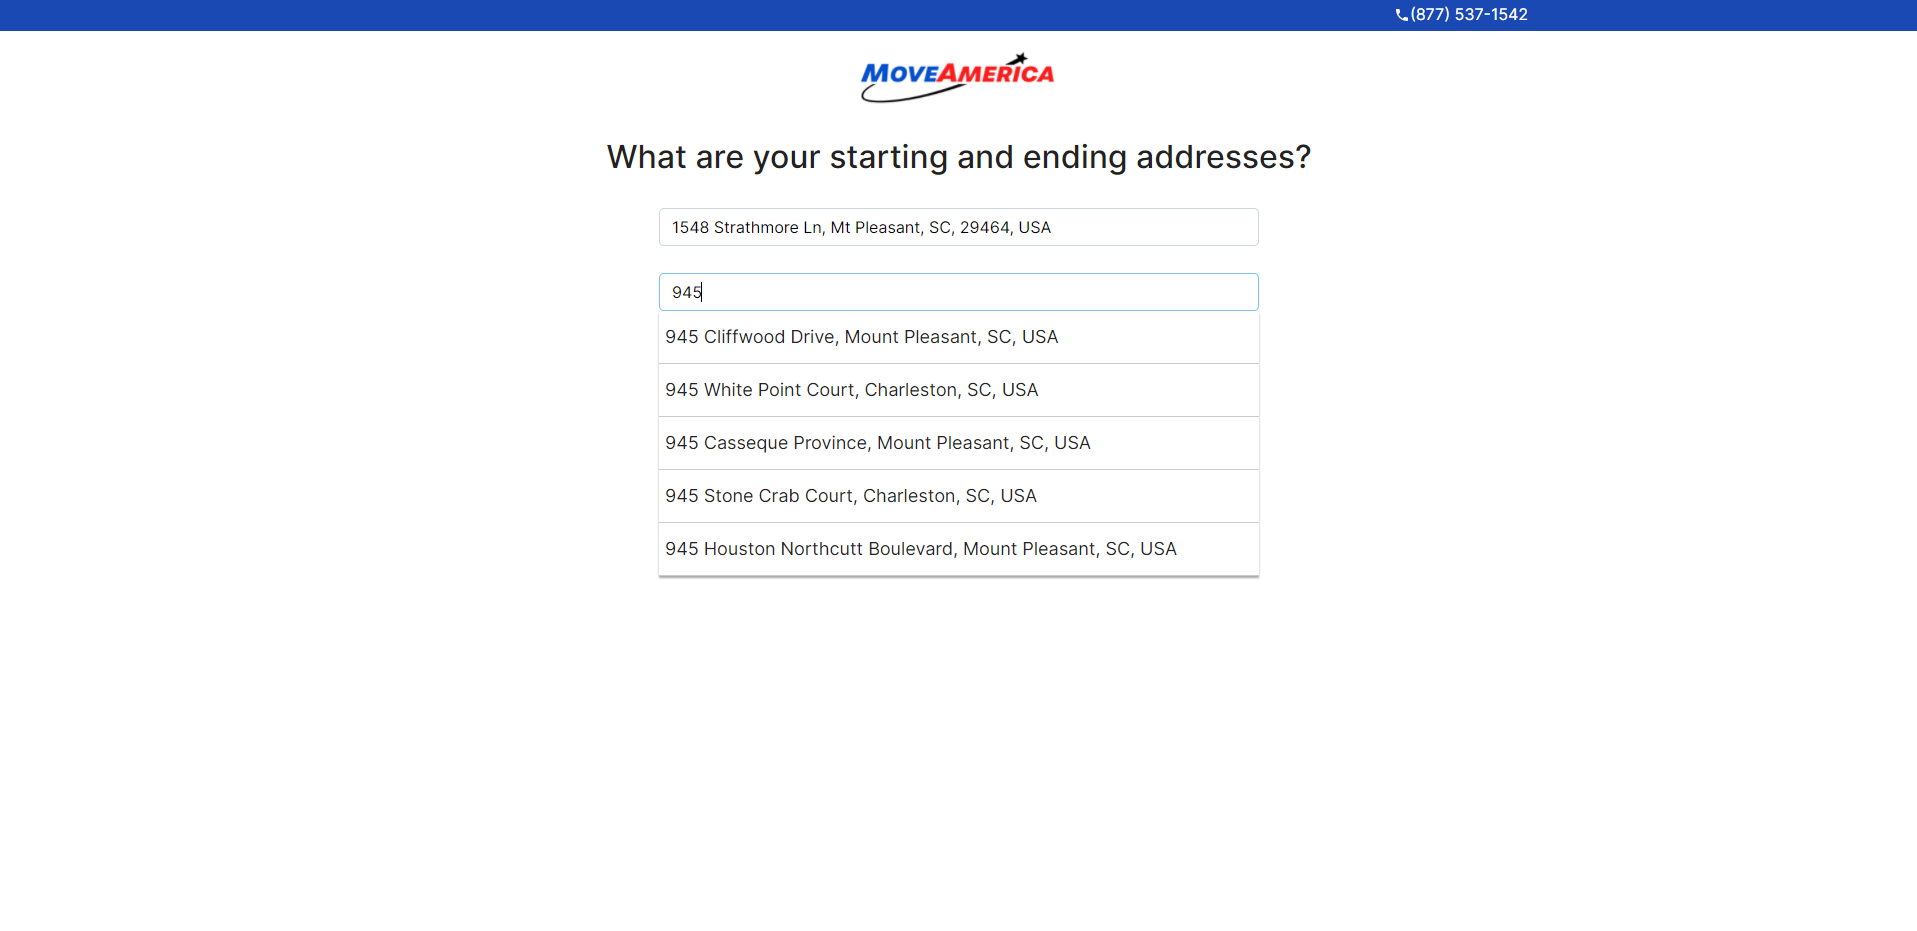 (877) 537-1542
MOVEAMERICA
What are your starting and ending addresses?
1548 Strathmore Ln, Mt Pleasant, SC, 29464, USA
945
945 Cliffwood Drive, Mount Pleasant, SC, USA
945 White Point Court, Charleston, SC, USA
945 Casseque Province, Mount Pleasant, SC, USA
945 Stone Crab Court, Charleston, SC, USA
945 Houston Northcutt Boulevard, Mount Pleasant, SC, USA